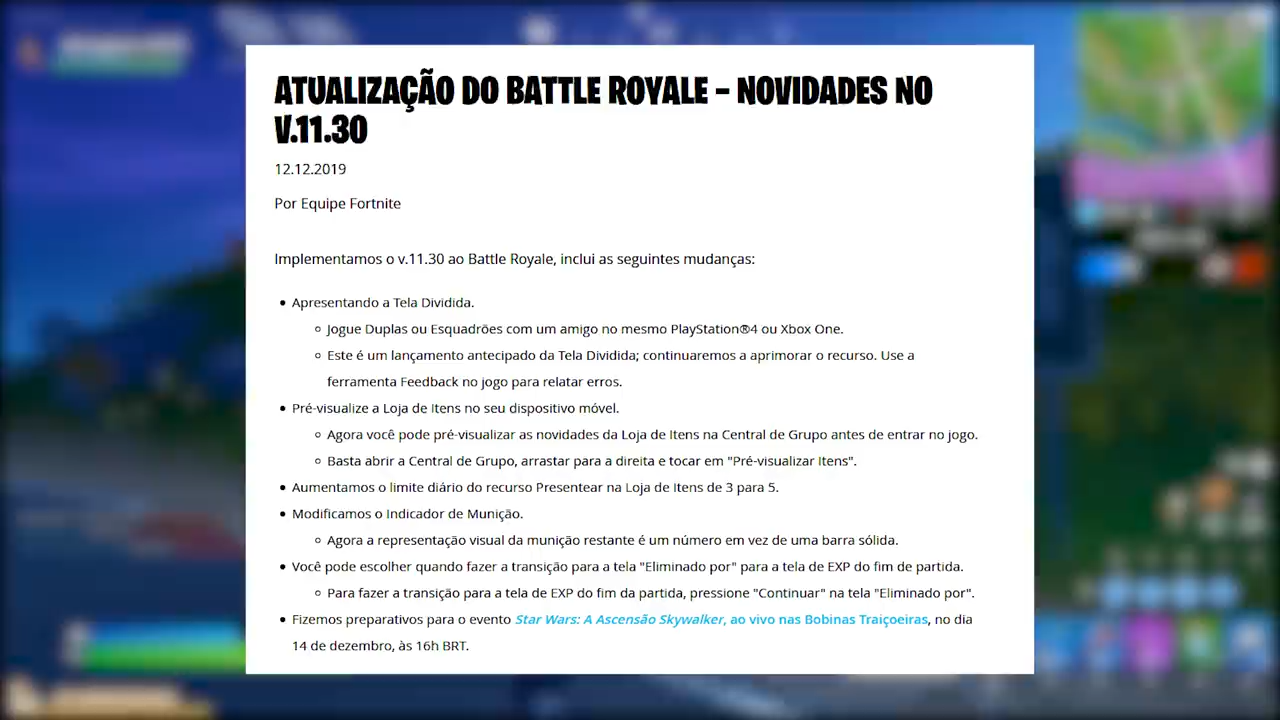 ATUALIZAÇÃO DO BATTLE ROYALE – NOVIDADES NO
V.11.30
12.12.2019
Por Equipe Fortnite
Implementamos o v.11.30 ao Battle Royale, inclui as seguintes mudanças:
• Apresentando a Tela Dividida.
◦ Jogue Duplas ou Esquadrões com um amigo no mesmo PlayStation®4 ou Xbox One.
◦ Este é um lançamento antecipado da Tela Dividida; continuaremos a aprimorar o recurso. Use a
ferramenta Feedback no jogo para relatar erros.
• Pré-visualize a Loja de Itens no seu dispositivo móvel.
◦ Agora você pode pré-visualizar as novidades da Loja de Itens na Central de Grupo antes de entrar no jogo.
◦ Basta abrir a Central de Grupo, arrastar para a direita e tocar em "Pré-visualizar Itens".
• Aumentamos o limite diário do recurso Presentear na Loja de Itens de 3 para 5.
• Modificamos o Indicador de Munição.
◦ Agora a representação visual da munição restante é um número em vez de uma barra sólida.
• Você pode escolher quando fazer a transição para a tela "Eliminado por" para a tela de EXP do fim de partida.
◦ Para fazer a transição para a tela de EXP do fim da partida, pressione "Continuar" na tela "Eliminado por".
• Fizemos preparativos para o evento Star Wars: A Ascensão Skywalker, ao vivo nas Bobinas Traiçoeiras, no dia
14 de dezembro, às 16h BRT.